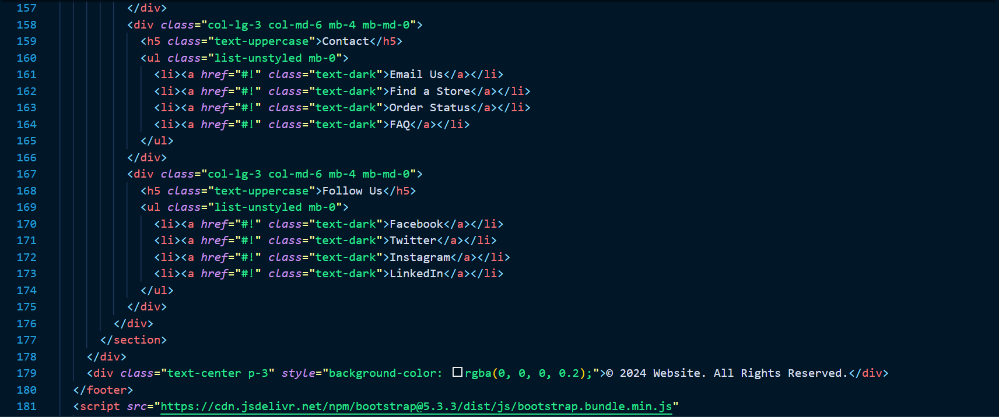 157 </div>
158 <div class="col-lg-3 col-md-6 mb-4 mb-md-0">
159 <h5 class="text-uppercase">Contact</h5>
160 <ul class="list-unstyled mb-0">
161 <li><a href="#!" class="text-dark">Email Us</a></li>
162 <li><a href="#!" class="text-dark">Find a Store</a></li>
163 <li><a href="#!" class="text-dark">Order Status</a></li>
164 <li><a href="#!" class="text-dark">FAQ</a></li>
165 </ul>
166 </div>
167 <div class="col-lg-3 col-md-6 mb-4 mb-md-0">
168 <h5 class="text-uppercase">Follow Us</h5>
169 <ul class="list-unstyled mb-0">
170 <li><a href="#!" class="text-dark">Facebook</a></li>
171 <li><a href="#!" class="text-dark">Twitter</a></li>
172 <li><a href="#!" class="text-dark">Instagram</a></li>
173 <li><a href="#!" class="text-dark">LinkedIn</a></li>
174 </ul>
175 </div>
176 </div>
177 </section>
178 </div>
179 <div class="text-center p-3" style="background-color: rgba(0, 0, 0, 0.2);">© 2024 Website. All Rights Reserved.</div>
180 </footer>
181 <script src="https://cdn.jsdelivr.net/npm/bootstrap@5.3.3/dist/js/bootstrap.bundle.min.js"